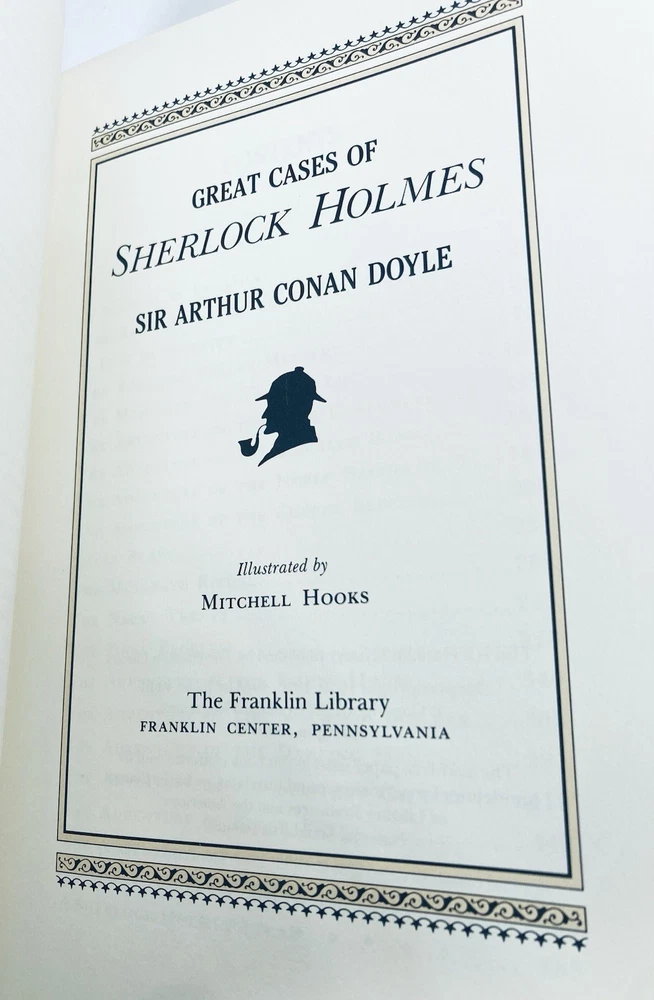 GREAT CASES OF
SHERLOCK HOLMES
SIR ARTHUR CONAN DOYLE
Illustrated by
MITCHELL HOOKS
The Franklin Library
FRANKLIN CENTER, PENNSYLVANIA